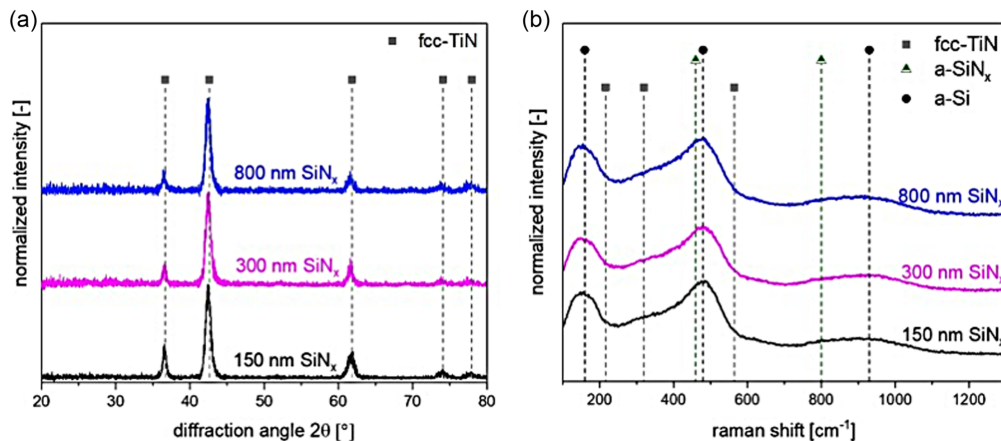 (a)
fcc-TiN
normalized intensity [-]
800 nm SiNx
300 nm SiNx
150 nm SiNx
20 30 40 50 60 70 80
diffraction angle 2θ [°]
(b)
fcc-TiN
a-SiNx
a-Si
normalized intensity [-]
800 nm SiNx
300 nm SiNx
150 nm SiNx
200 400 600 800 1000 1200
raman shift [cm-1]